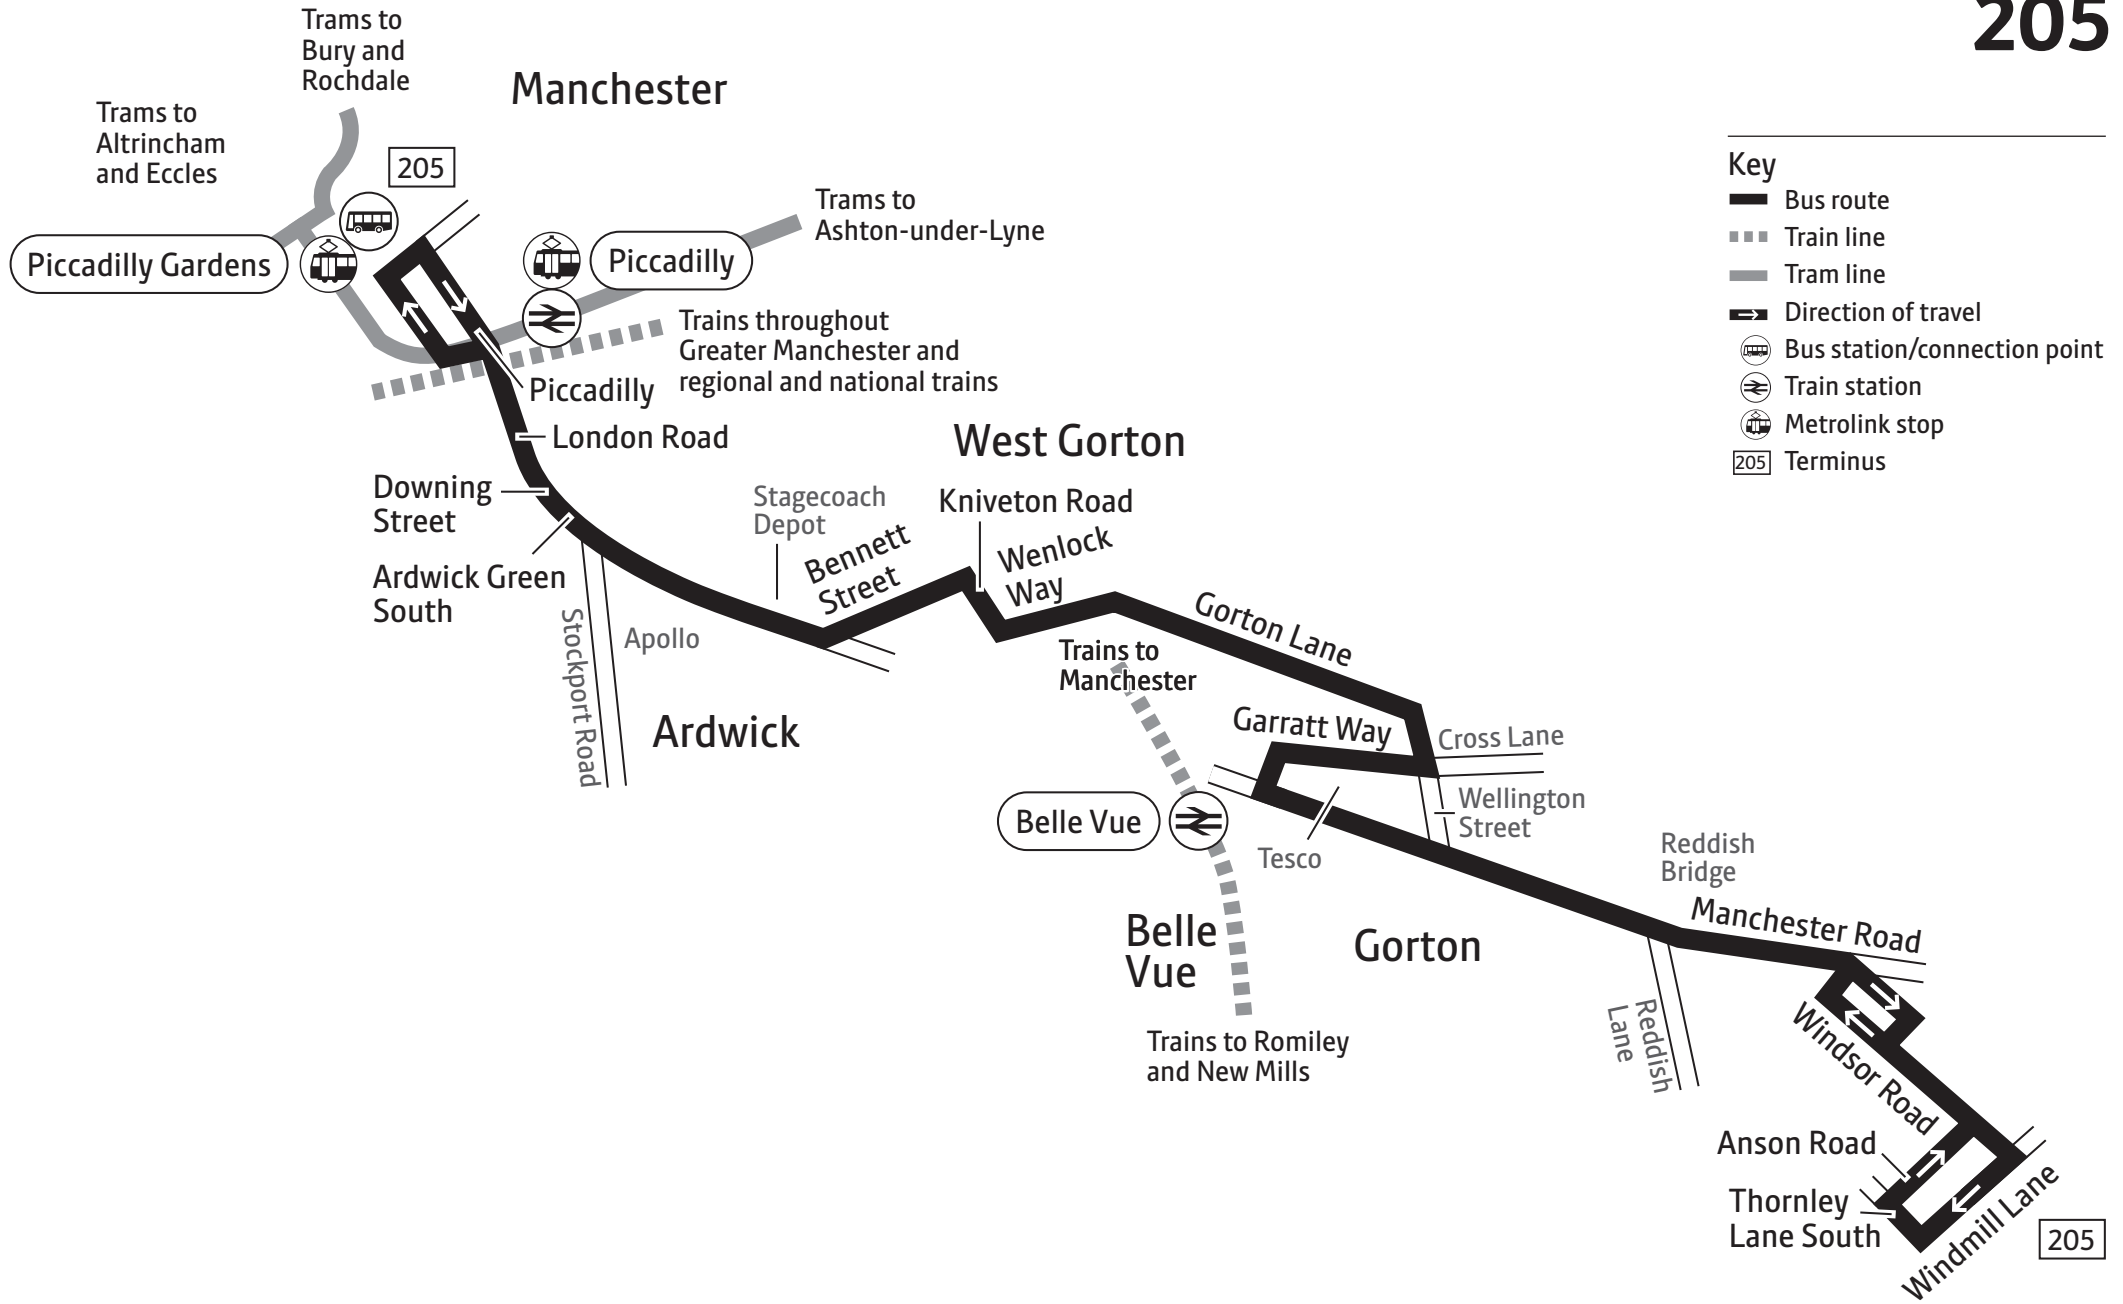 205
Trams to
Bury and
Rochdale
Manchester
Trams to
Altrincham
and Eccles
205
Piccadilly Gardens
Piccadilly
Trams to
Ashton-under-Lyne
Trains throughout
Greater Manchester and
regional and national trains
Piccadilly
London Road
Downing
Street
Ardwick Green
South
Stockport Road
Apollo
Ardwick
Stagecoach
Depot
Bennett
Street
West Gorton
Kniveton Road
Wenlock
Way
Gorton Lane
Trains to
Manchester
Garratt Way
Cross Lane
Wellington
Street
Belle Vue
Tesco
Belle
Vue
Gorton
Trains to Romiley
and New Mills
Reddish
Bridge
Manchester Road
Reddish
Lane
Windsor Road
Anson Road
Thornley
Lane South
Windmill Lane
205
Key
Bus route
Train line
Tram line
Direction of travel
Bus station/connection point
Train station
Metrolink stop
205 Terminus